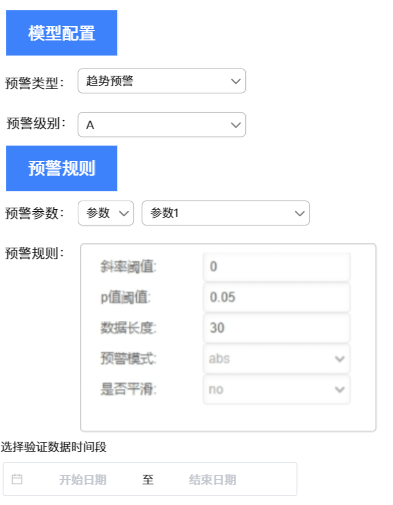 模型配置
预警类型： 趋势预警
预警级别： A
预警规则
预警参数： 参数 参数1
预警规则：
斜率阈值: 0
p值阈值: 0.05
数据长度: 30
预警模式: abs
是否平滑: no
选择验证数据时间段
开始日期 至 结束日期